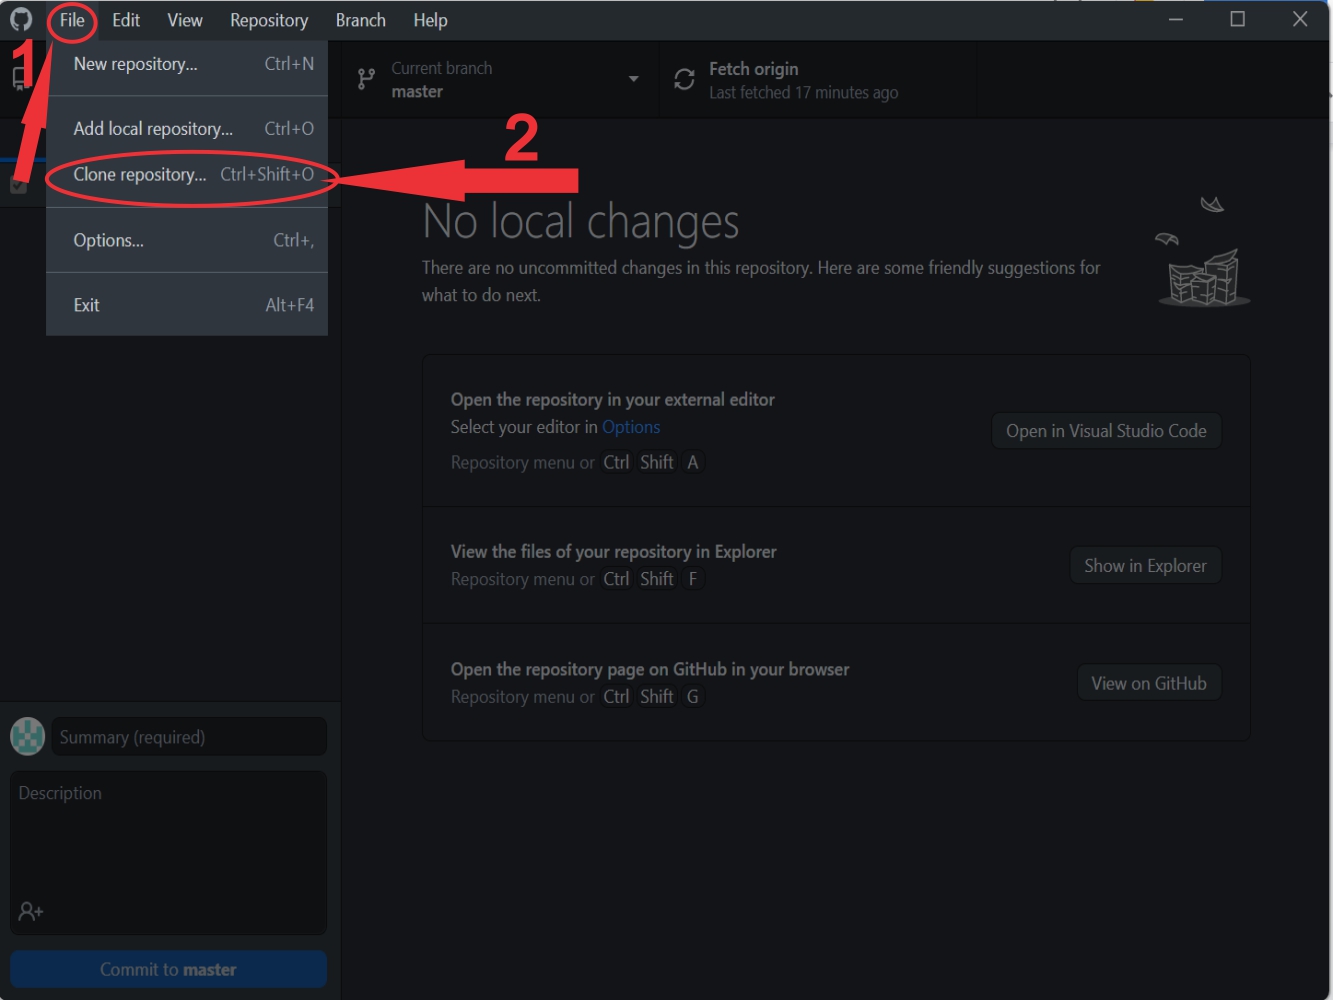 File Edit View Repository Branch Help
1
New repository... Ctrl+N
Add local repository... Ctrl+O
Clone repository... Ctrl+Shift+O
Options... Ctrl+,
Exit Alt+F4
Current branch
master
Fetch origin
Last fetched 17 minutes ago
2
No local changes
There are no uncommitted changes in this repository. Here are some friendly suggestions for
what to do next.
Open the repository in your external editor
Select your editor in Options
Repository menu or Ctrl Shift A
Open in Visual Studio Code
View the files of your repository in Explorer
Repository menu or Ctrl Shift F
Show in Explorer
Open the repository page on GitHub in your browser
Repository menu or Ctrl Shift G
View on GitHub
Summary (required)
Description
Commit to master